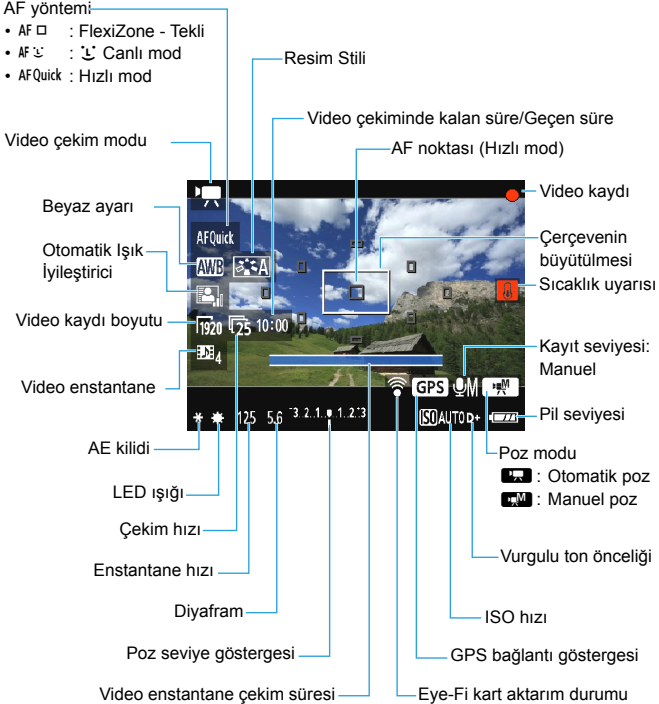 AF yöntemi
• AF : FlexiZone - Tekli
• AF : Canlı mod
• AFQuick : Hızlı mod
Resim Stili
Video çekiminde kalan süre/Geçen süre
Video çekim modu
AF noktası (Hızlı mod)
Video kaydı
Beyaz ayarı
AFQuick
Çerçevenin
büyütülmesi
AWB
A
Otomatik Işık
İyileştirici
Sıcaklık uyarısı
Video kaydı boyutu
1920 25 10:00
Kayıt seviyesi:
Manuel
4
Video enstantane
GPS M M
Pil seviyesi
125 5.6 -3..2..1..0..1..2.+3 ISO AUTO D+
AE kilidi
Poz modu
: Otomatik poz
M : Manuel poz
LED ışığı
Çekim hızı
Vurgulu ton önceliği
Enstantane hızı
Diyafram
ISO hızı
Poz seviye göstergesi
GPS bağlantı göstergesi
Video enstantane çekim süresi
Eye-Fi kart aktarım durumu